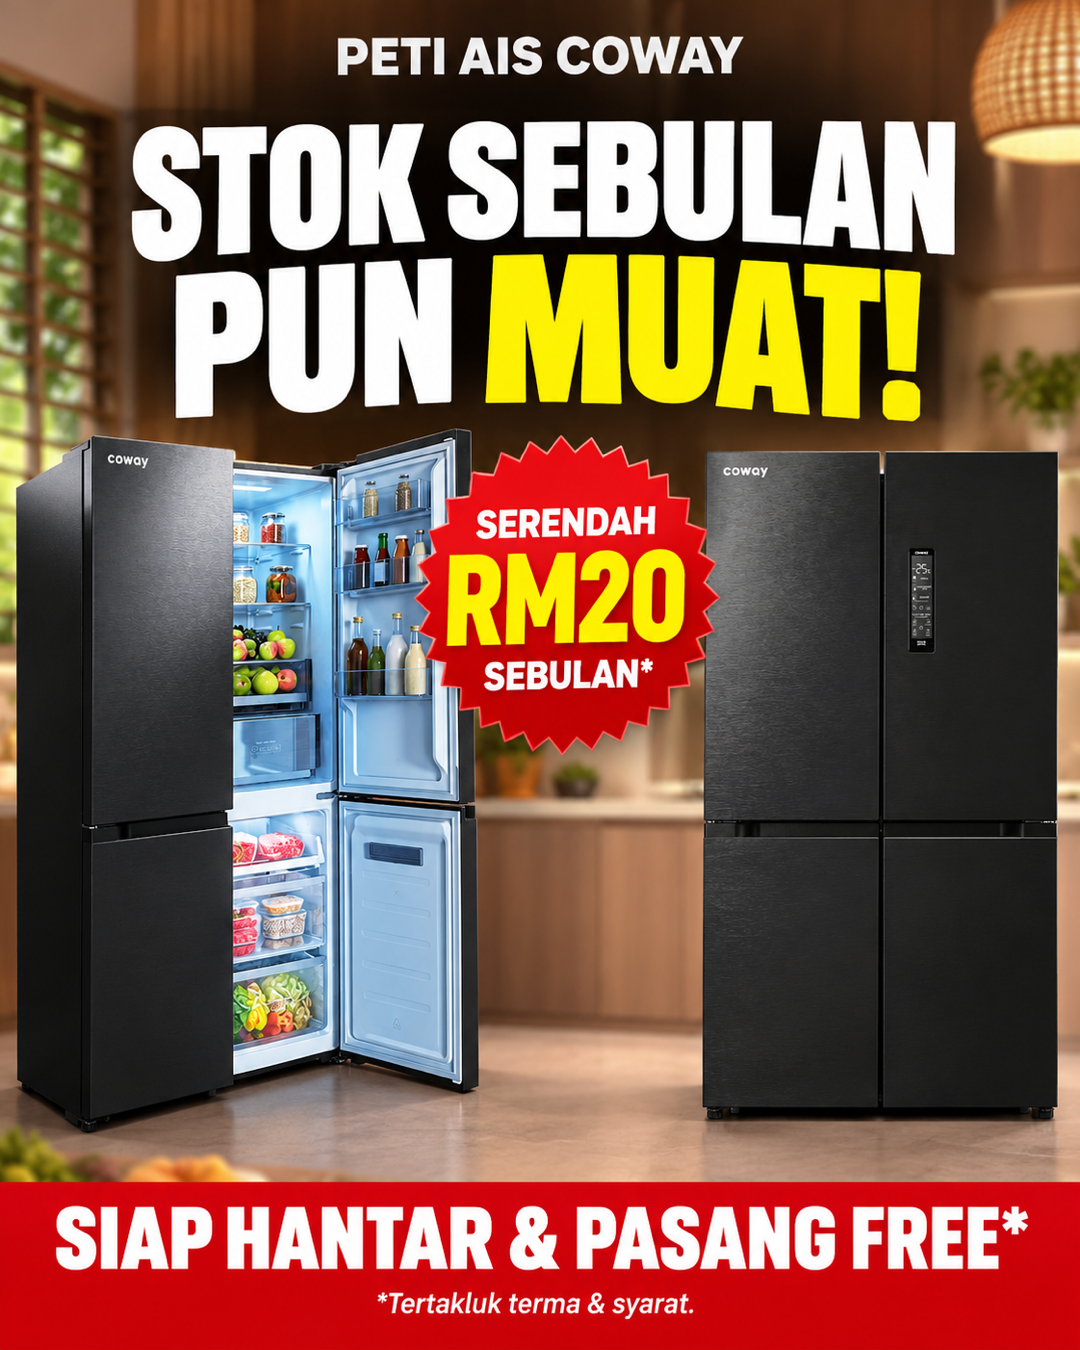 PETI AIS COWAY
STOK SEBULAN
PUN MUAT!
coway
SERENDAH
RM20
SEBULAN*
coway
SIAP HANTAR & PASANG FREE*
*Tertakluk terma & syarat.